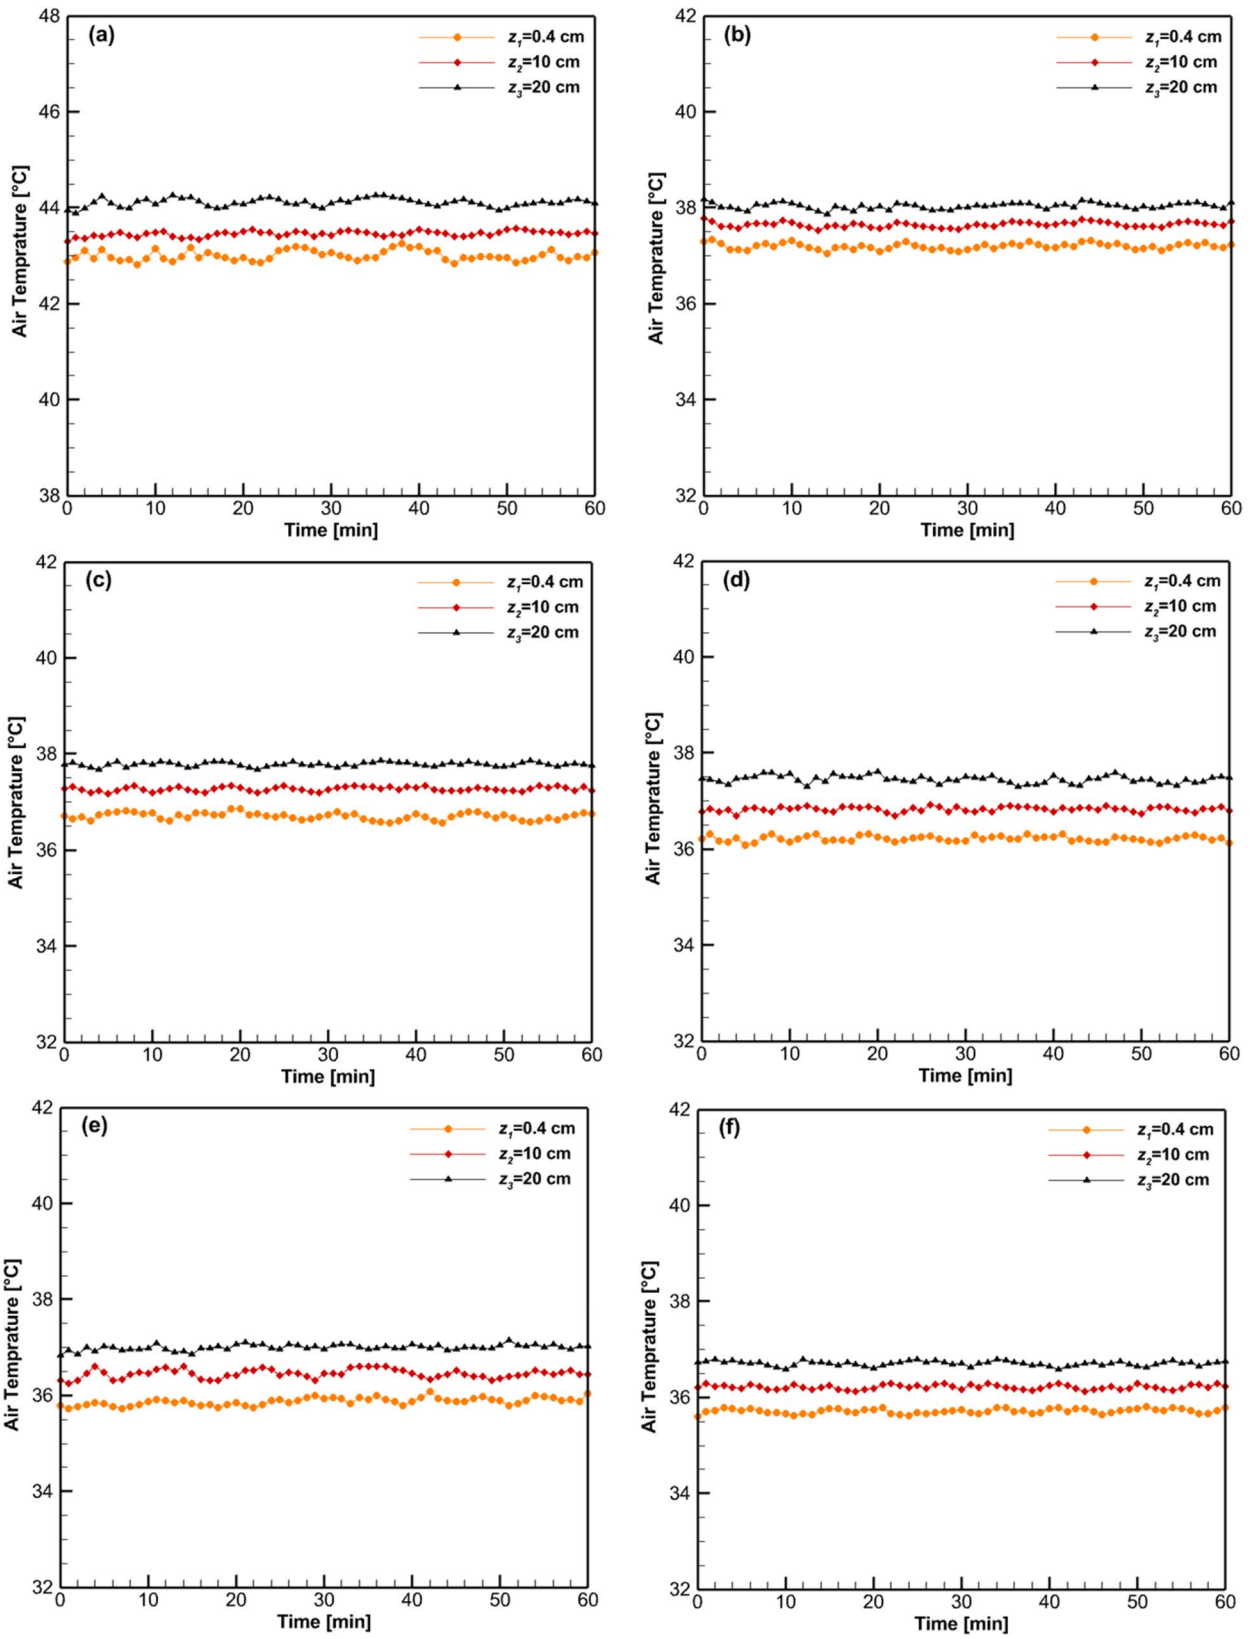 (a)
z1=0.4 cm
z2=10 cm
z3=20 cm
48
46
44
42
40
38
Air Temprature [°C]
0 10 20 30 40 50 60
Time [min]
(b)
z1=0.4 cm
z2=10 cm
z3=20 cm
42
40
38
36
34
32
Air Temprature [°C]
0 10 20 30 40 50 60
Time [min]
(c)
z1=0.4 cm
z2=10 cm
z3=20 cm
42
40
38
36
34
32
Air Temprature [°C]
0 10 20 30 40 50 60
Time [min]
(d)
z1=0.4 cm
z2=10 cm
z3=20 cm
42
40
38
36
34
32
Air Temprature [°C]
0 10 20 30 40 50 60
Time [min]
(e)
z1=0.4 cm
z2=10 cm
z3=20 cm
42
40
38
36
34
32
Air Temprature [°C]
0 10 20 30 40 50 60
Time [min]
(f)
z1=0.4 cm
z2=10 cm
z3=20 cm
42
40
38
36
34
32
Air Temprature [°C]
0 10 20 30 40 50 60
Time [min]